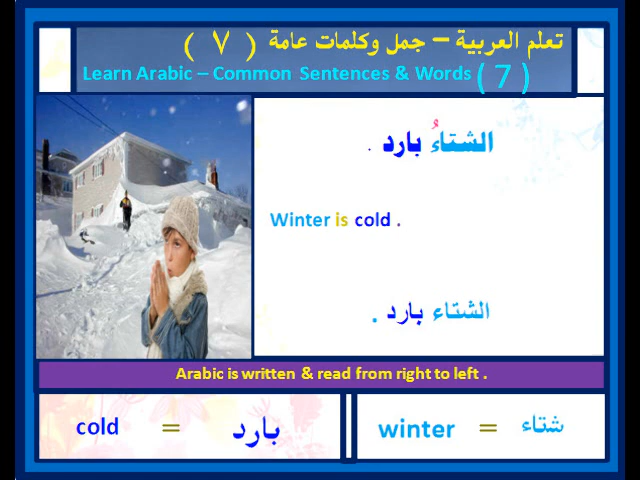 تعلم العربية – جمل وكلمات عامة ( ٧ )
Learn Arabic – Common Sentences & Words ( 7 )
الشتاءُ بارد .
Winter is cold .
الشتاء بارد .
Arabic is written & read from right to left .
cold = بارد
winter = شتاء